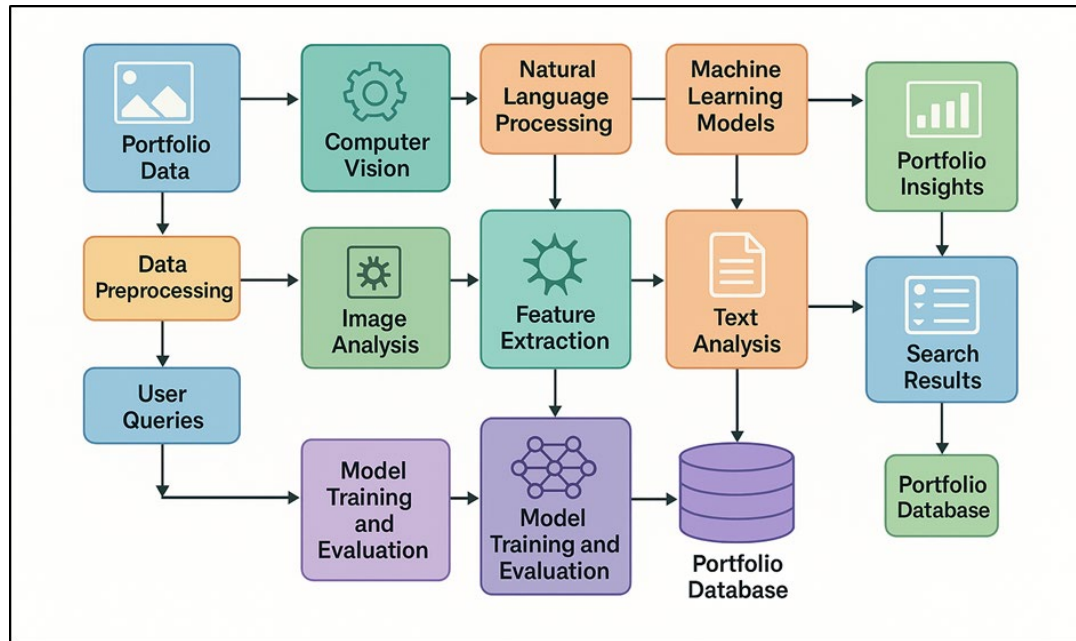 Portfolio
Data
Computer
Vision
Natural
Language
Processing
Machine
Learning
Models
Portfolio
Insights
Data
Preprocessing
Image
Analysis
Feature
Extraction
Text
Analysis
Search
Results
User
Queries
Model
Training
and
Evaluation
Model
Training and
Evaluation
Portfolio
Database
Portfolio
Database